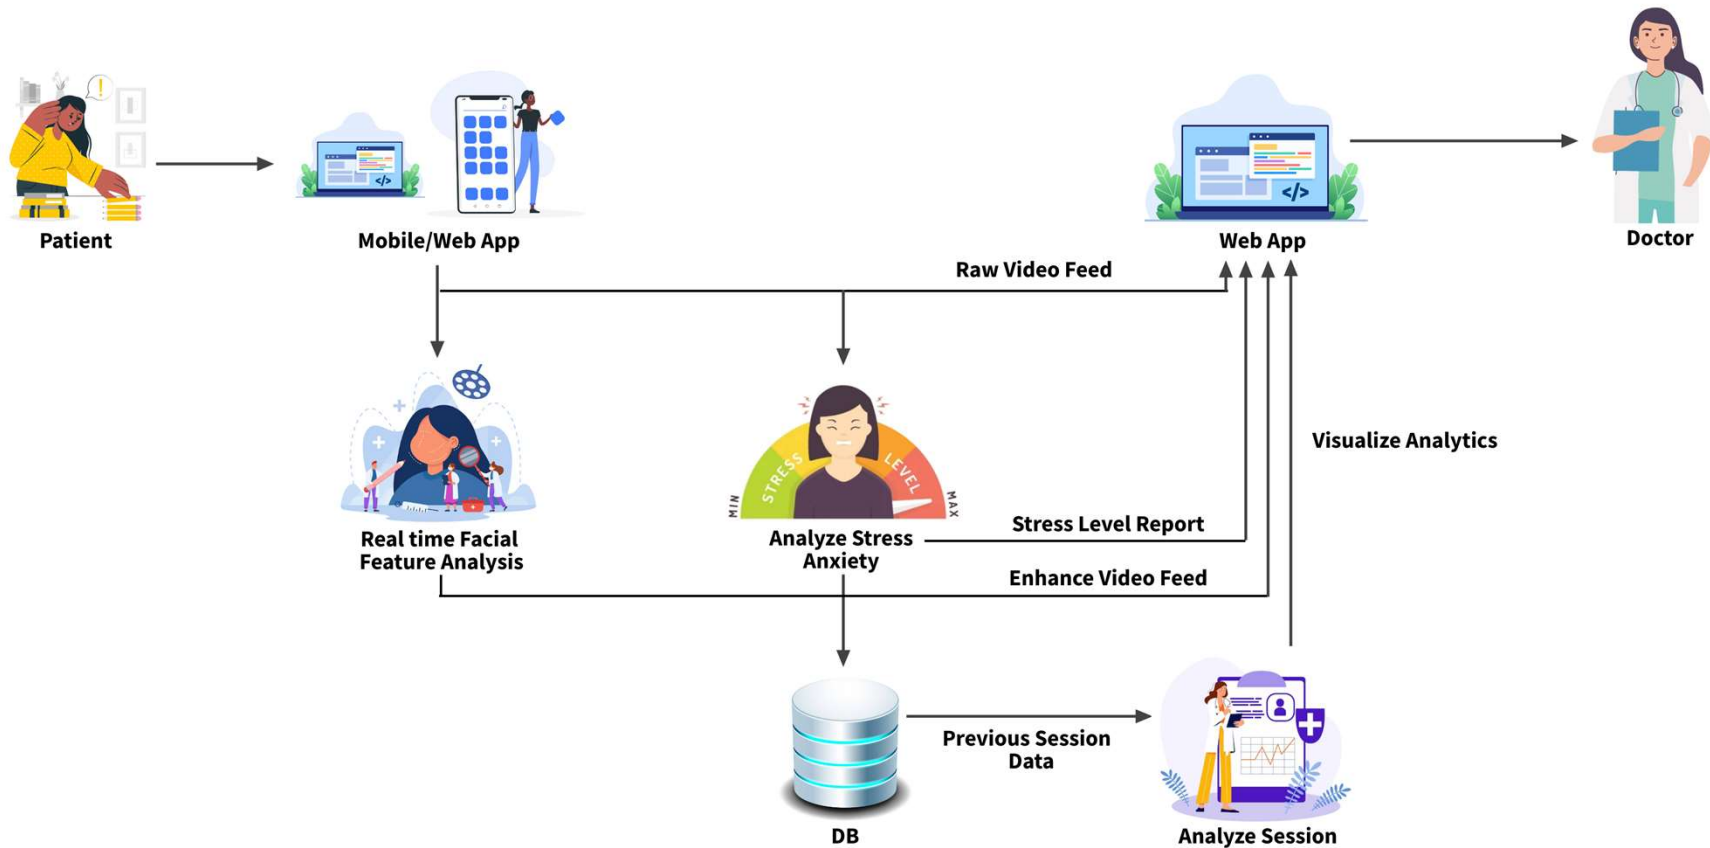 !
Patient
Mobile/Web App
</>
Web App
</>
Doctor
Raw Video Feed
Visualize Analytics
STRESS LEVEL
MIN
MAX
Real time Facial
Feature Analysis
Analyze Stress
Anxiety
Stress Level Report
Enhance Video Feed
Previous Session
Data
DB
Analyze Session